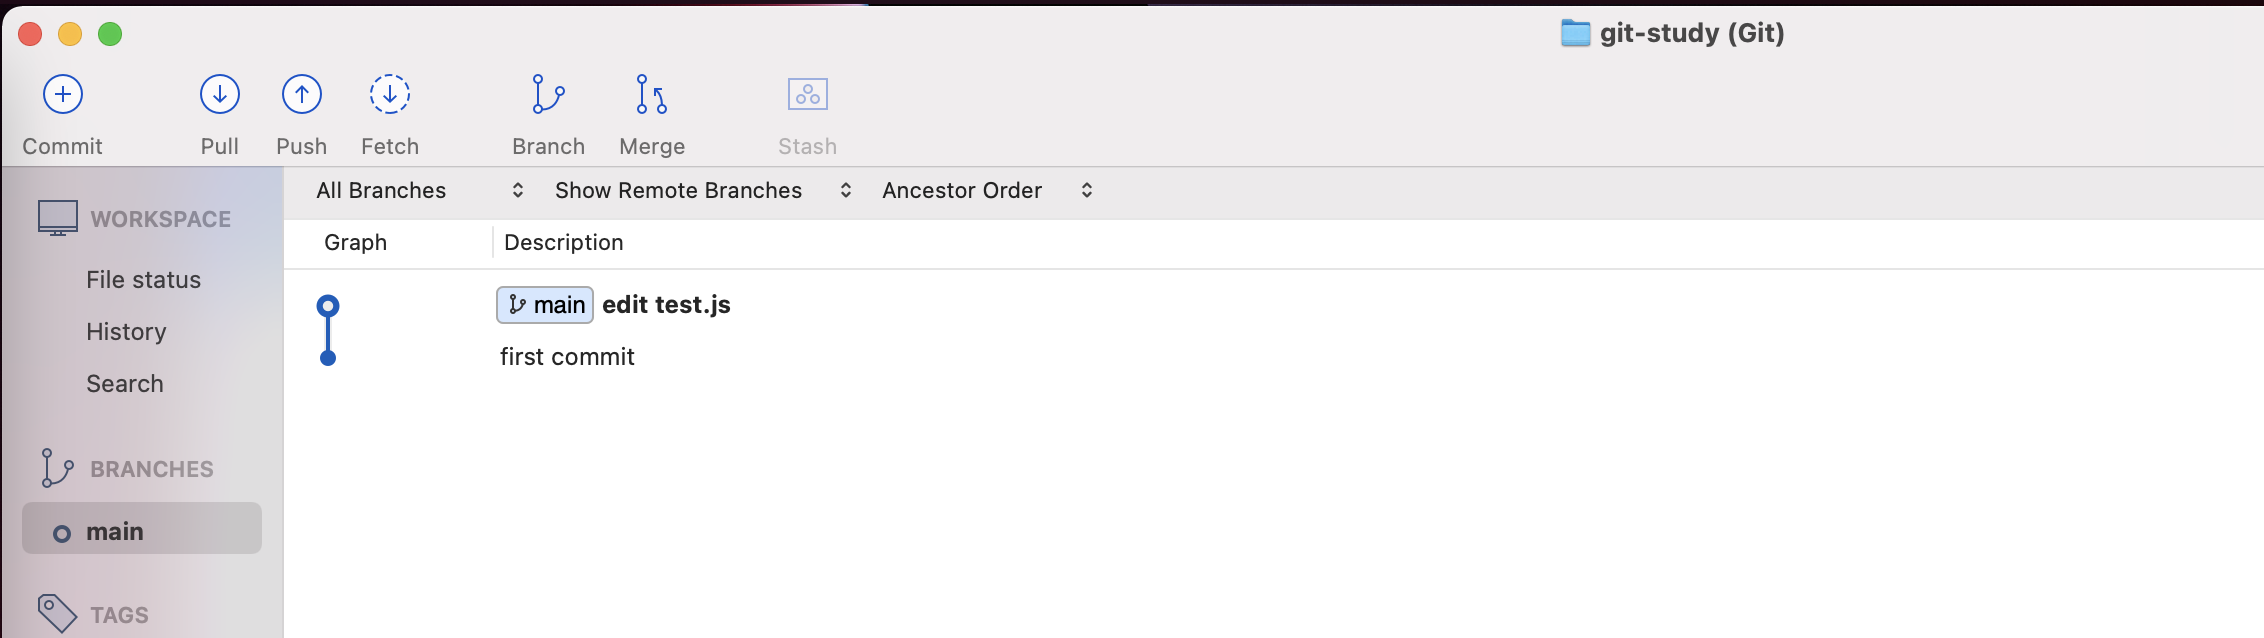 git-study (Git)
Commit Pull Push Fetch Branch Merge Stash
WORKSPACE
File status
History
Search
BRANCHES
main
TAGS
All Branches Show Remote Branches Ancestor Order
Graph Description
main edit test.js
first commit